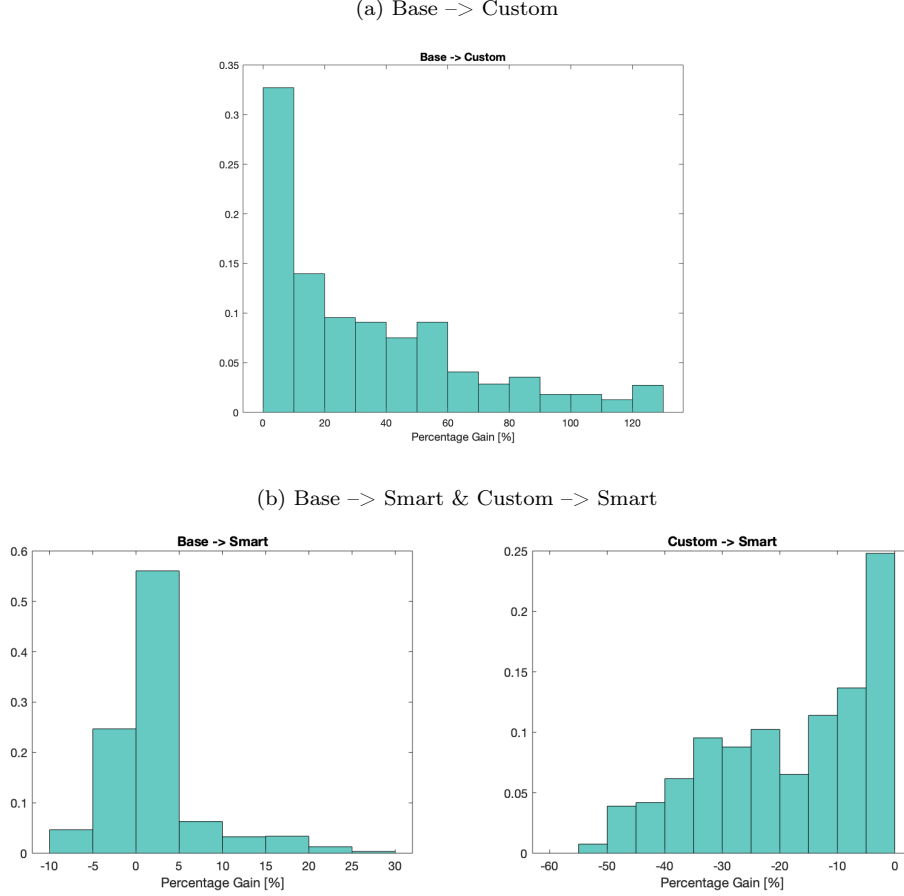 (a) Base –> Custom
Base -> Custom
0.35
0.3
0.25
0.2
0.15
0.1
0.05
0
0 20 40 60 80 100 120
Percentage Gain [%]
(b) Base –> Smart & Custom –> Smart
Base -> Smart
0.6
0.5
0.4
0.3
0.2
0.1
0
-10 -5 0 5 10 15 20 25 30
Percentage Gain [%]
Custom -> Smart
0.25
0.2
0.15
0.1
0.05
0
-60 -50 -40 -30 -20 -10 0
Percentage Gain [%]